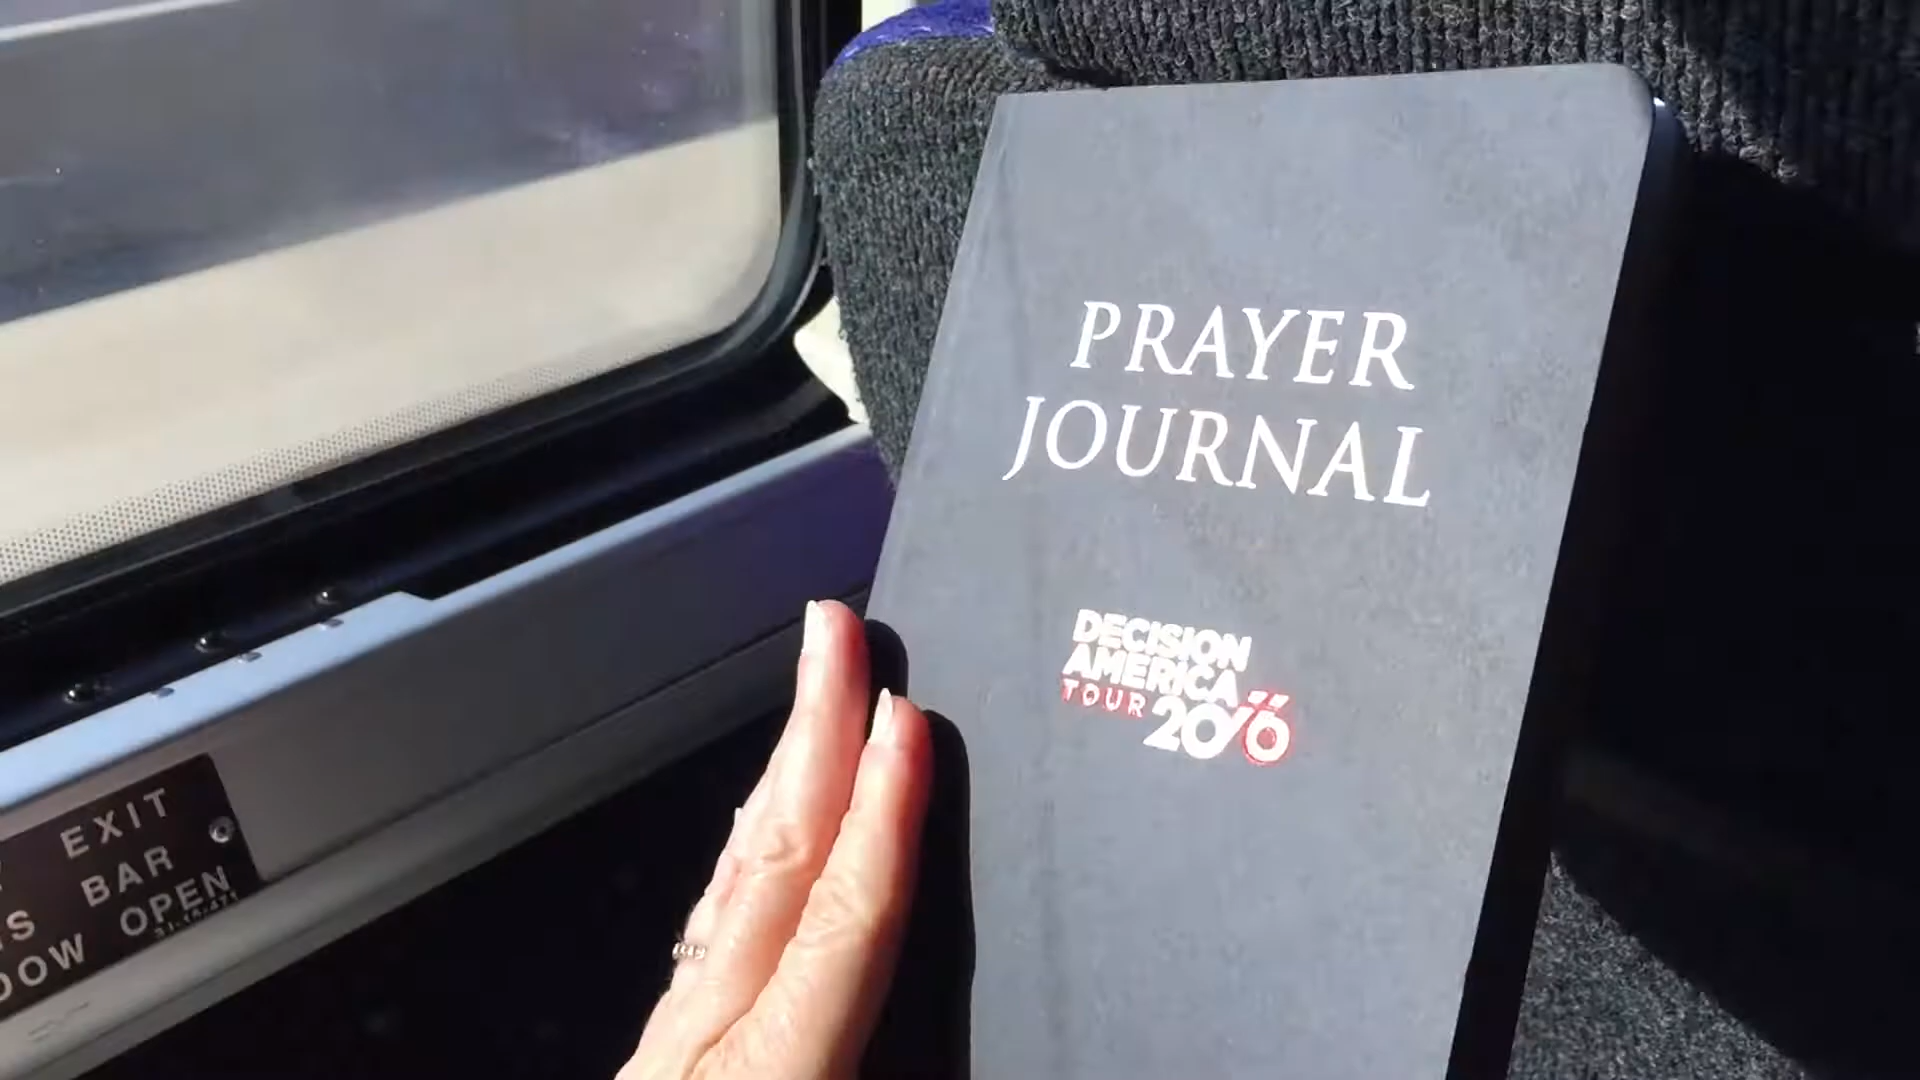 PRAYER
JOURNAL
DECISION
AMERICA
TOUR 2016
EXIT
BAR
OPEN